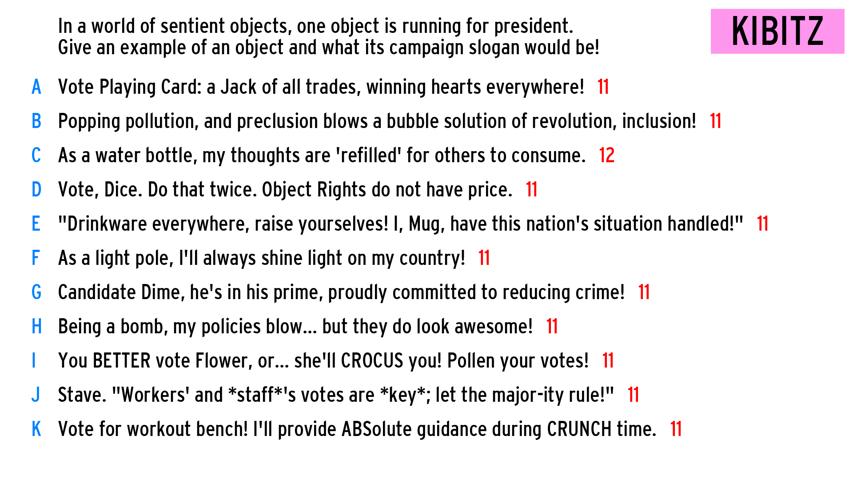 In a world of sentient objects, one object is running for president.
Give an example of an object and what its campaign slogan would be!
KIBITZ
A Vote Playing Card: a Jack of all trades, winning hearts everywhere! 11
B Popping pollution, and preclusion blows a bubble solution of revolution, inclusion! 11
C As a water bottle, my thoughts are 'refilled' for others to consume. 12
D Vote, Dice. Do that twice. Object Rights do not have price. 11
E "Drinkware everywhere, raise yourselves! I, Mug, have this nation's situation handled!" 11
F As a light pole, I'll always shine light on my country! 11
G Candidate Dime, he's in his prime, proudly committed to reducing crime! 11
H Being a bomb, my policies blow... but they do look awesome! 11
I You BETTER vote Flower, or... she'll CROCUS you! Pollen your votes! 11
J Stave. "Workers' and *staff*'s votes are *key*; let the major-ity rule!" 11
K Vote for workout bench! I'll provide ABSolute guidance during CRUNCH time. 11